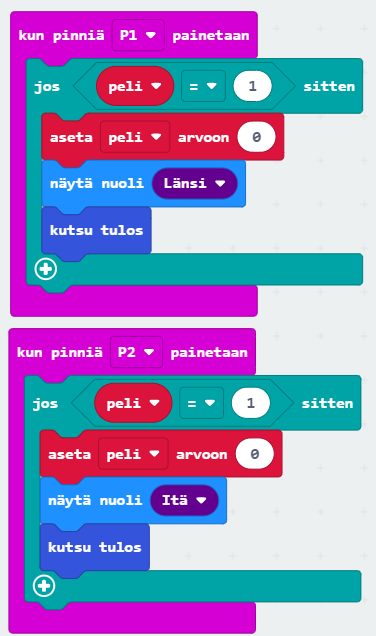 kun pinniä P1 painetaan
jos peli = 1 sitten
aseta peli arvoon 0
näytä nuoli Länsi
kutsu tulos
kun pinniä P2 painetaan
jos peli = 1 sitten
aseta peli arvoon 0
näytä nuoli Itä
kutsu tulos